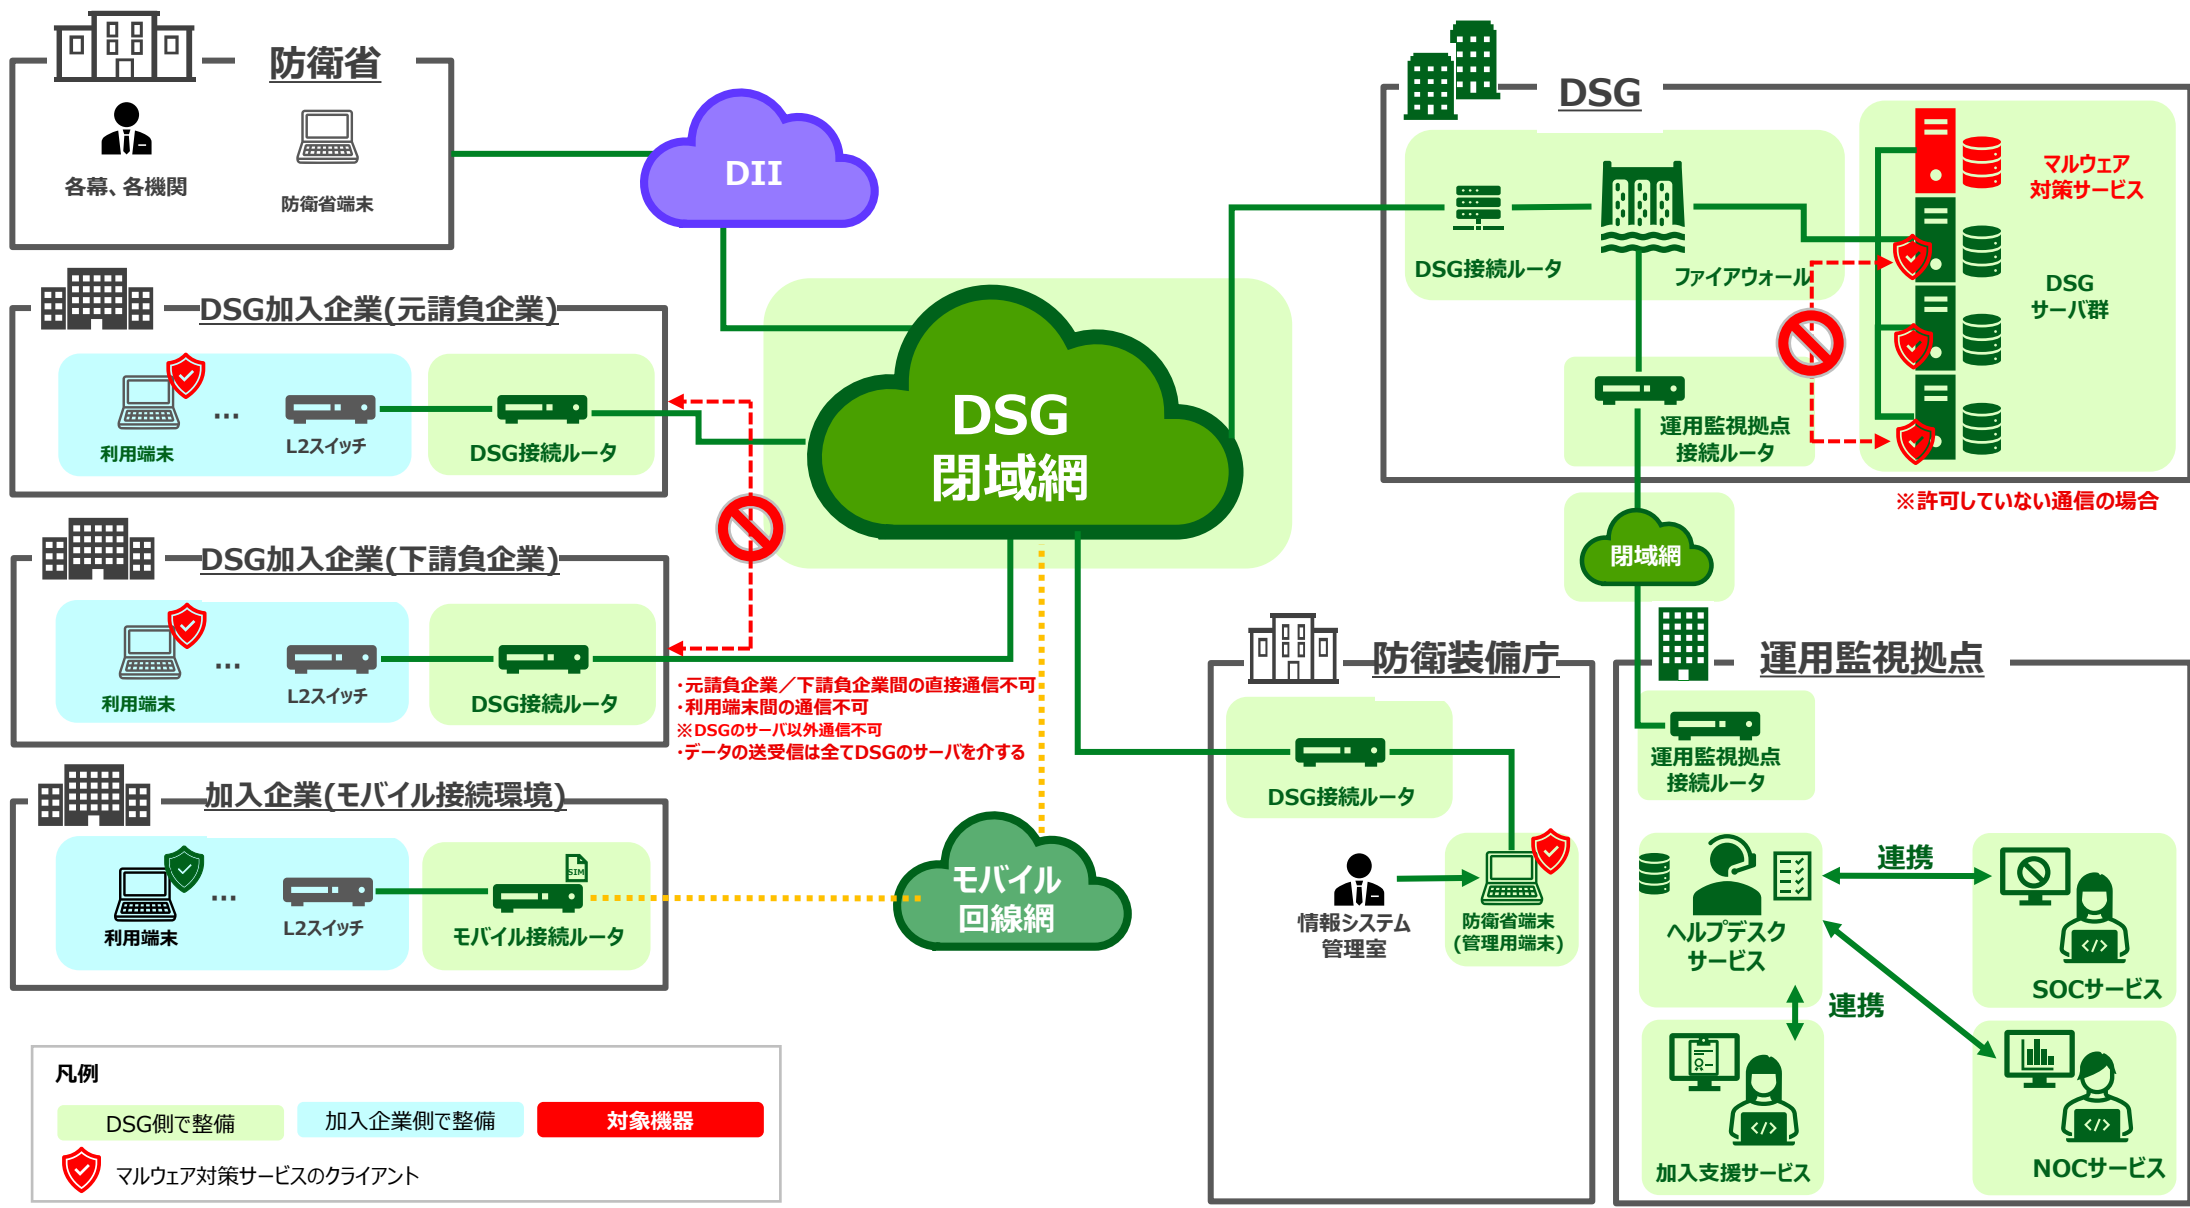 防衛省
各幕、各機関
防衛省端末
DII
DSG加入企業(元請負企業)
利用端末
…
L2スイッチ
DSG接続ルータ
DSG加入企業(下請負企業)
利用端末
…
L2スイッチ
DSG接続ルータ
・元請負企業／下請負企業間の直接通信不可
・利用端末間の通信不可
※DSGのサーバ以外通信不可
・データの送受信は全てDSGのサーバを介する
加入企業(モバイル接続環境)
利用端末
…
L2スイッチ
SIM
モバイル接続ルータ
DSG
閉域網
モバイル
回線網
DSG
DSG接続ルータ
ファイアウォール
マルウェア
対策サービス
DSG
サーバ群
運用監視拠点
接続ルータ
※許可していない通信の場合
閉域網
防衛装備庁
DSG接続ルータ
情報システム
管理室
防衛省端末
(管理用端末)
運用監視拠点
運用監視拠点
接続ルータ
ヘルプデスク
サービス
連携
SOCサービス
連携
加入支援サービス
NOCサービス
凡例
DSG側で整備
加入企業側で整備
対象機器
マルウェア対策サービスのクライアント